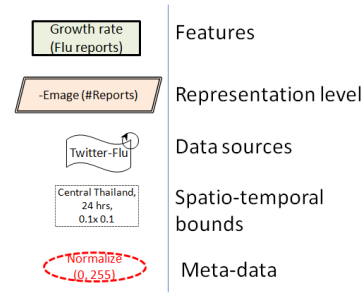 Growth rate
(Flu reports)
Features
-Emage (#Reports)
Representation level
Twitter-Flu
Data sources
Central Thailand,
24 hrs,
0.1x 0.1
Spatio-temporal
bounds
Normalize
(0, 255)
Meta-data